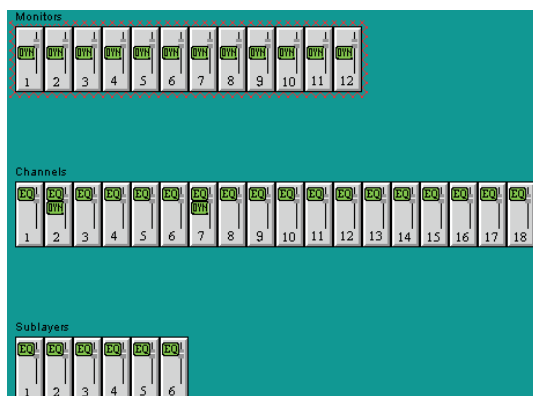 Monitors
DYN DYN DYN DYN DYN DYN DYN DYN DYN DYN DYN DYN
1 2 3 4 5 6 7 8 9 10 11 12
Channels
EQ EQ EQ EQ EQ EQ EQ EQ EQ EQ EQ EQ EQ EQ EQ EQ EQ EQ
DYN DYN
1 2 3 4 5 6 7 8 9 10 11 12 13 14 15 16 17 18
Sublayers
EQ EQ EQ EQ EQ EQ
1 2 3 4 5 6